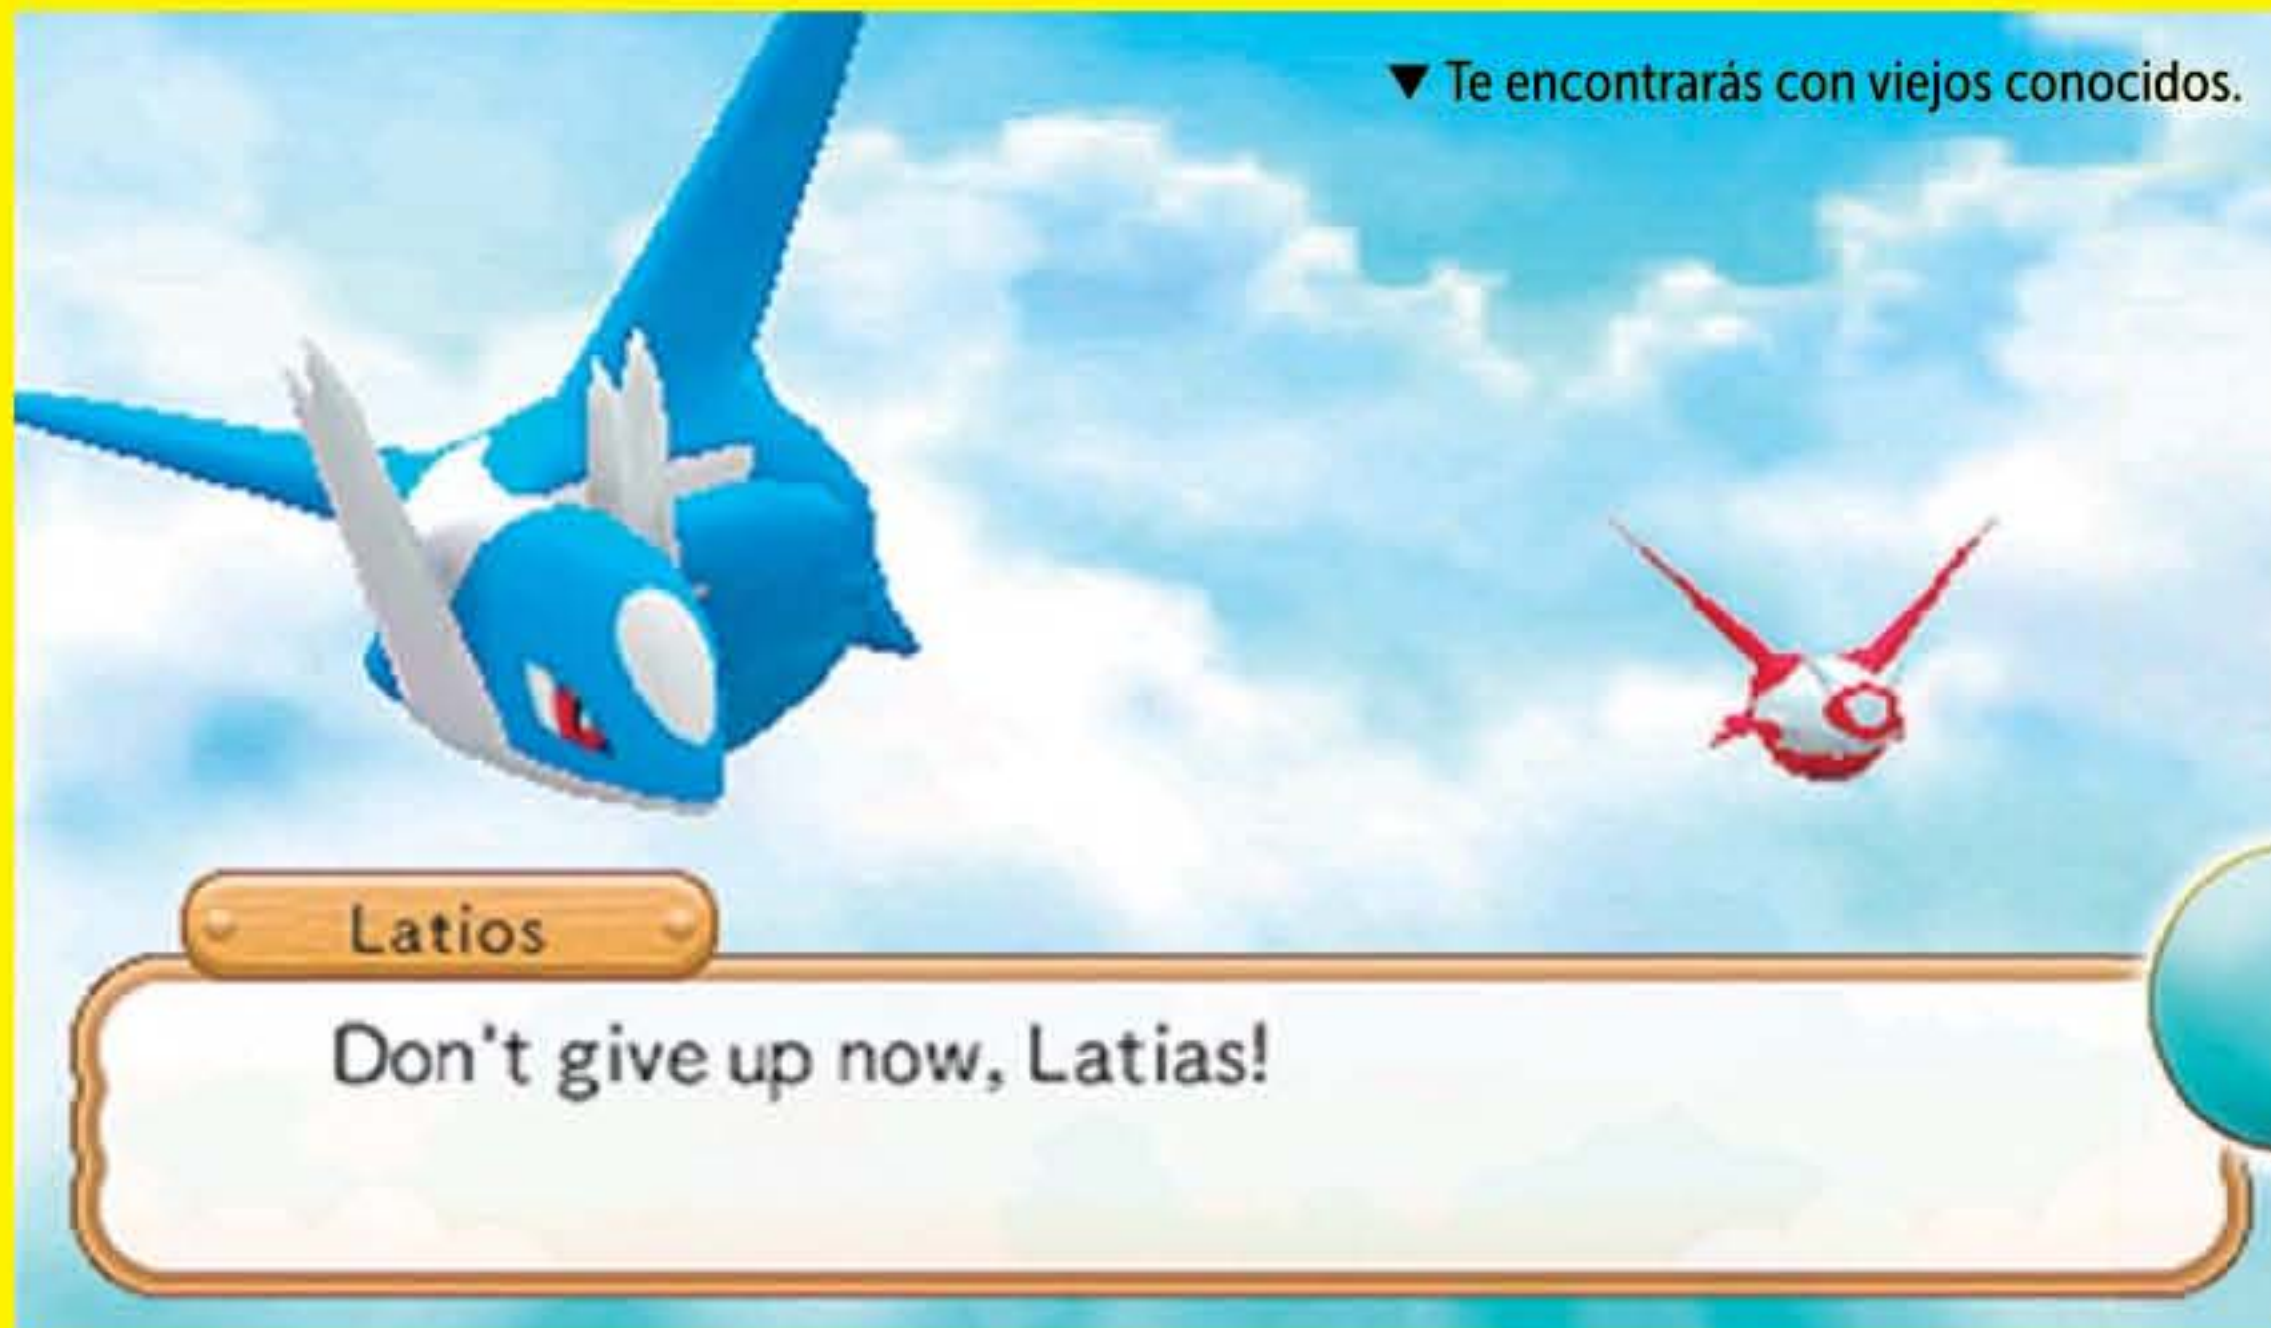 ▼ Te encontrarás con viejos conocidos.
Latios
Don't give up now, Latias!